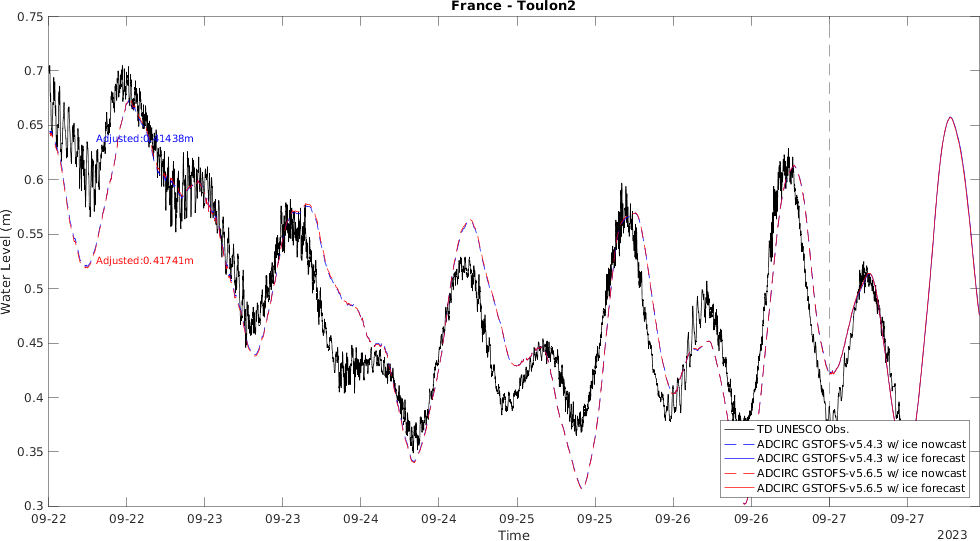 France - Toulon2
Water Level (m)
0.75
0.7
0.65
0.6
0.55
0.5
0.45
0.4
0.35
0.3
Adjusted:0.41438m
Adjusted:0.41741m
TD UNESCO Obs.
ADCIRC GSTOFS-v5.4.3 w/ ice nowcast
ADCIRC GSTOFS-v5.4.3 w/ ice forecast
ADCIRC GSTOFS-v5.6.5 w/ ice nowcast
ADCIRC GSTOFS-v5.6.5 w/ ice forecast
09-22 09-22 09-23 09-23 09-24 09-24 09-25 09-25 09-26 09-26 09-27 09-27
Time
2023